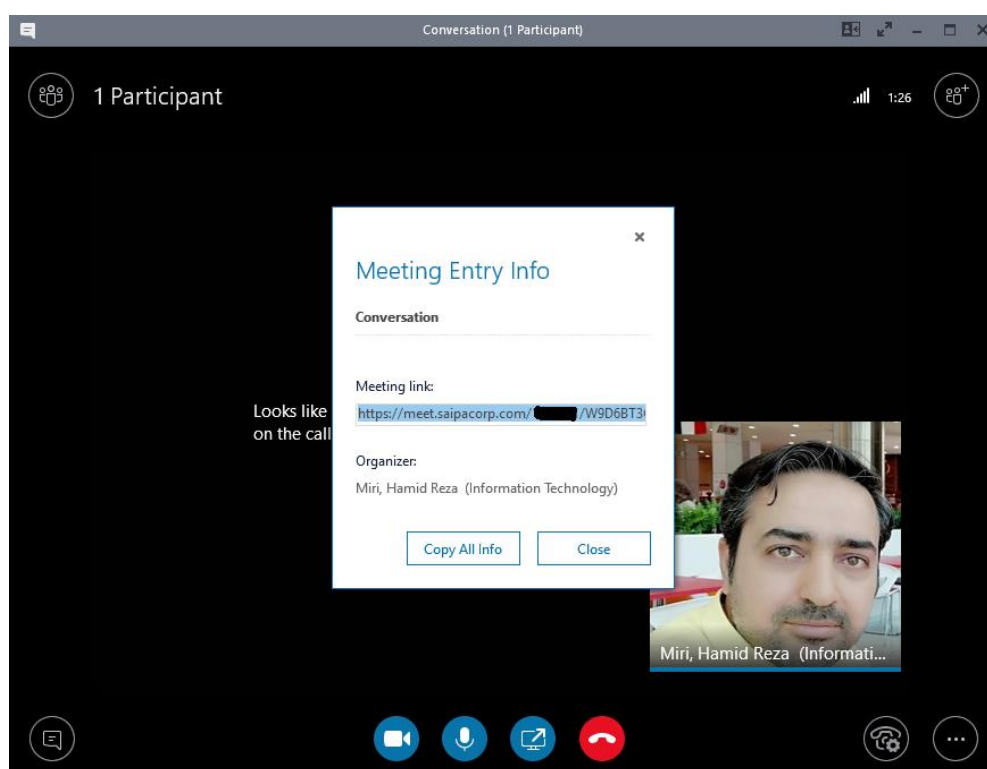 Conversation (1 Participant)
1 Participant
1:26
Meeting Entry Info
Conversation
Meeting link:
https://meet.saipacorp.com/ /W9D6BT3
Looks like
on the call
Organizer:
Miri, Hamid Reza (Information Technology)
Copy All Info
Close
Miri, Hamid Reza (Informati...